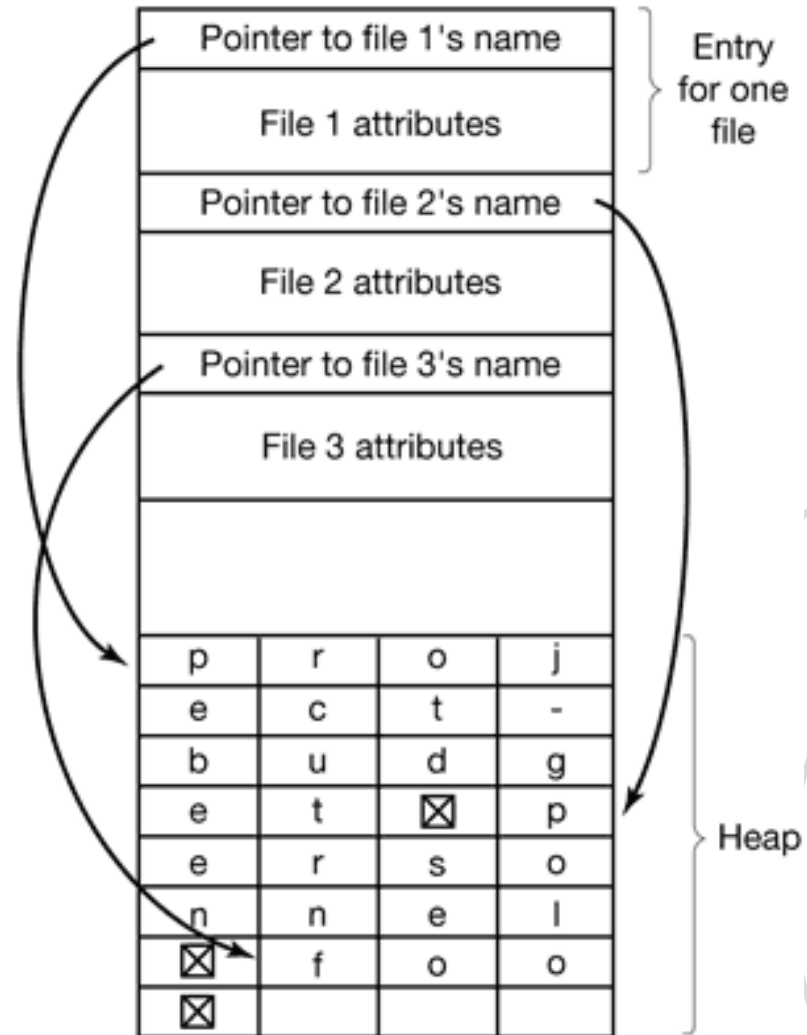 Pointer to file 1's name
Entry
for one
file
File 1 attributes
Pointer to file 2's name
File 2 attributes
Pointer to file 3's name
File 3 attributes
p r o j
e c t -
b u d g
e t ☒ p
e r s o
n n e l
☒ f o o
☒
Heap